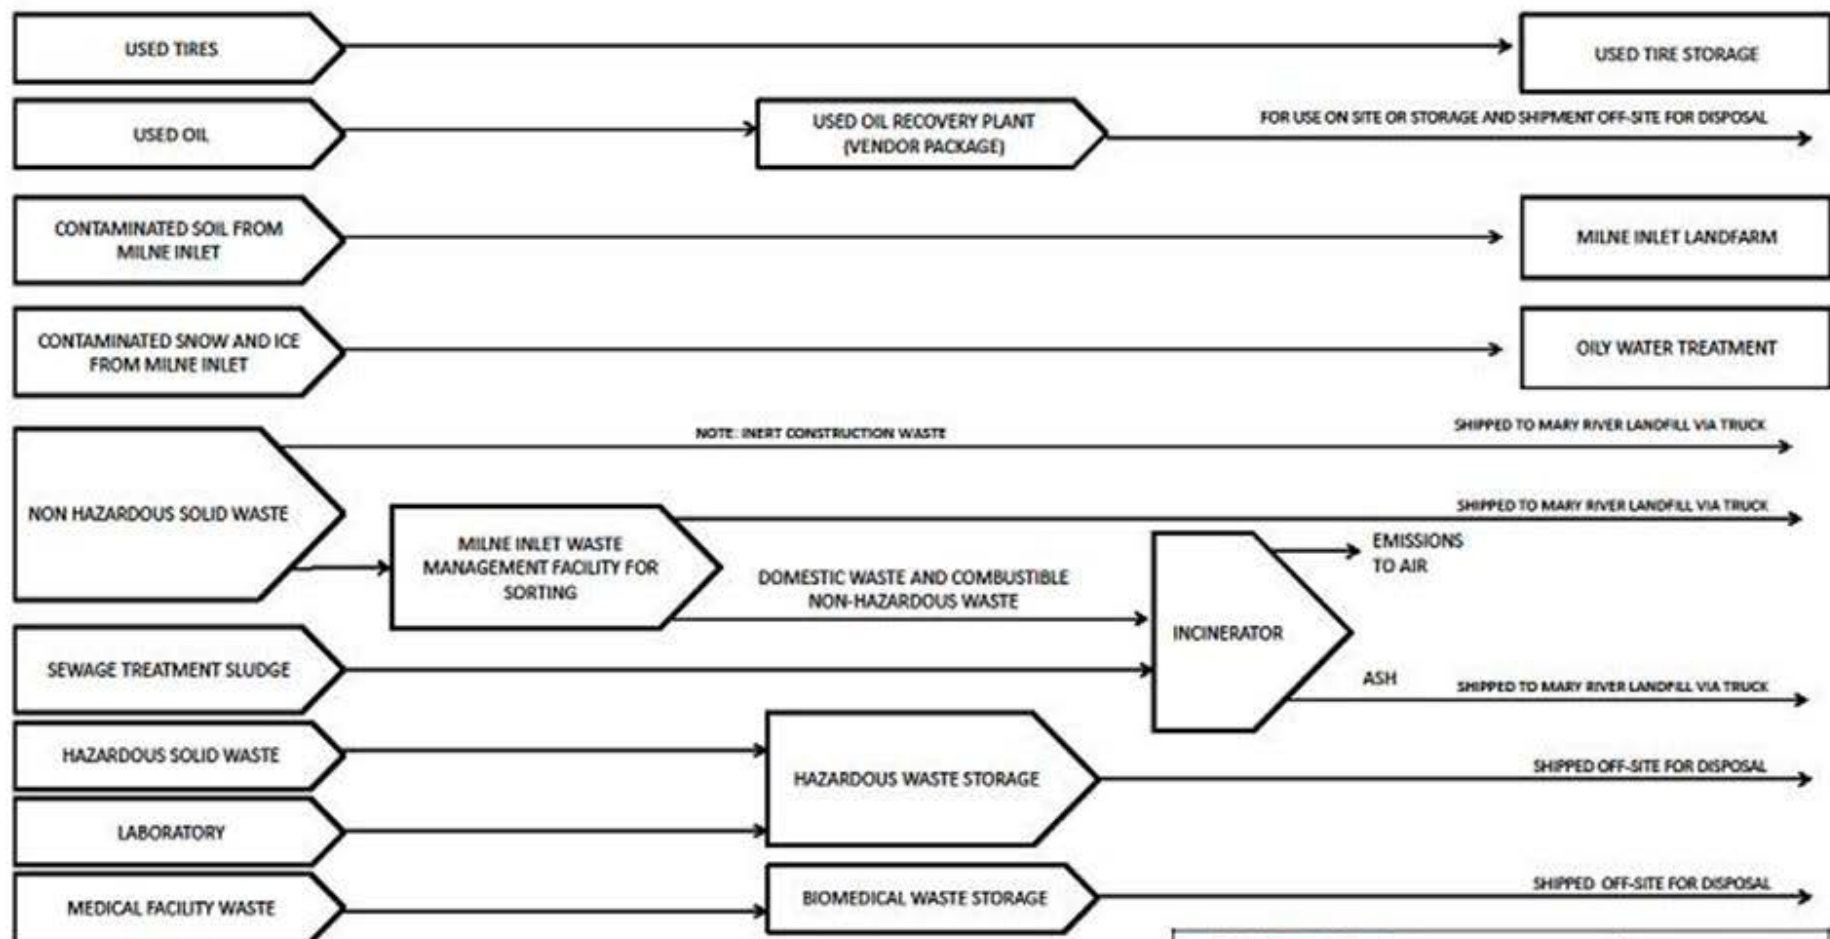 USED TIRES
USED TIRE STORAGE
USED OIL
USED OIL RECOVERY PLANT
(VENDOR PACKAGE)
FOR USE ON SITE OR STORAGE AND SHIPMENT OFF-SITE FOR DISPOSAL
CONTAMINATED SOIL FROM
MILNE INLET
MILNE INLET LANDFARM
CONTAMINATED SNOW AND ICE
FROM MILNE INLET
OILY WATER TREATMENT
NON HAZARDOUS SOLID WASTE
NOTE: INERT CONSTRUCTION WASTE
SHIPPED TO MARY RIVER LANDFILL VIA TRUCK
MILNE INLET WASTE
MANAGEMENT FACILITY FOR
SORTING
SHIPPED TO MARY RIVER LANDFILL VIA TRUCK
DOMESTIC WASTE AND COMBUSTIBLE
NON-HAZARDOUS WASTE
INCINERATOR
EMISSIONS
TO AIR
SEWAGE TREATMENT SLUDGE
ASH
SHIPPED TO MARY RIVER LANDFILL VIA TRUCK
HAZARDOUS SOLID WASTE
HAZARDOUS WASTE STORAGE
SHIPPED OFF-SITE FOR DISPOSAL
LABORATORY
MEDICAL FACILITY WASTE
BIOMEDICAL WASTE STORAGE
SHIPPED OFF-SITE FOR DISPOSAL